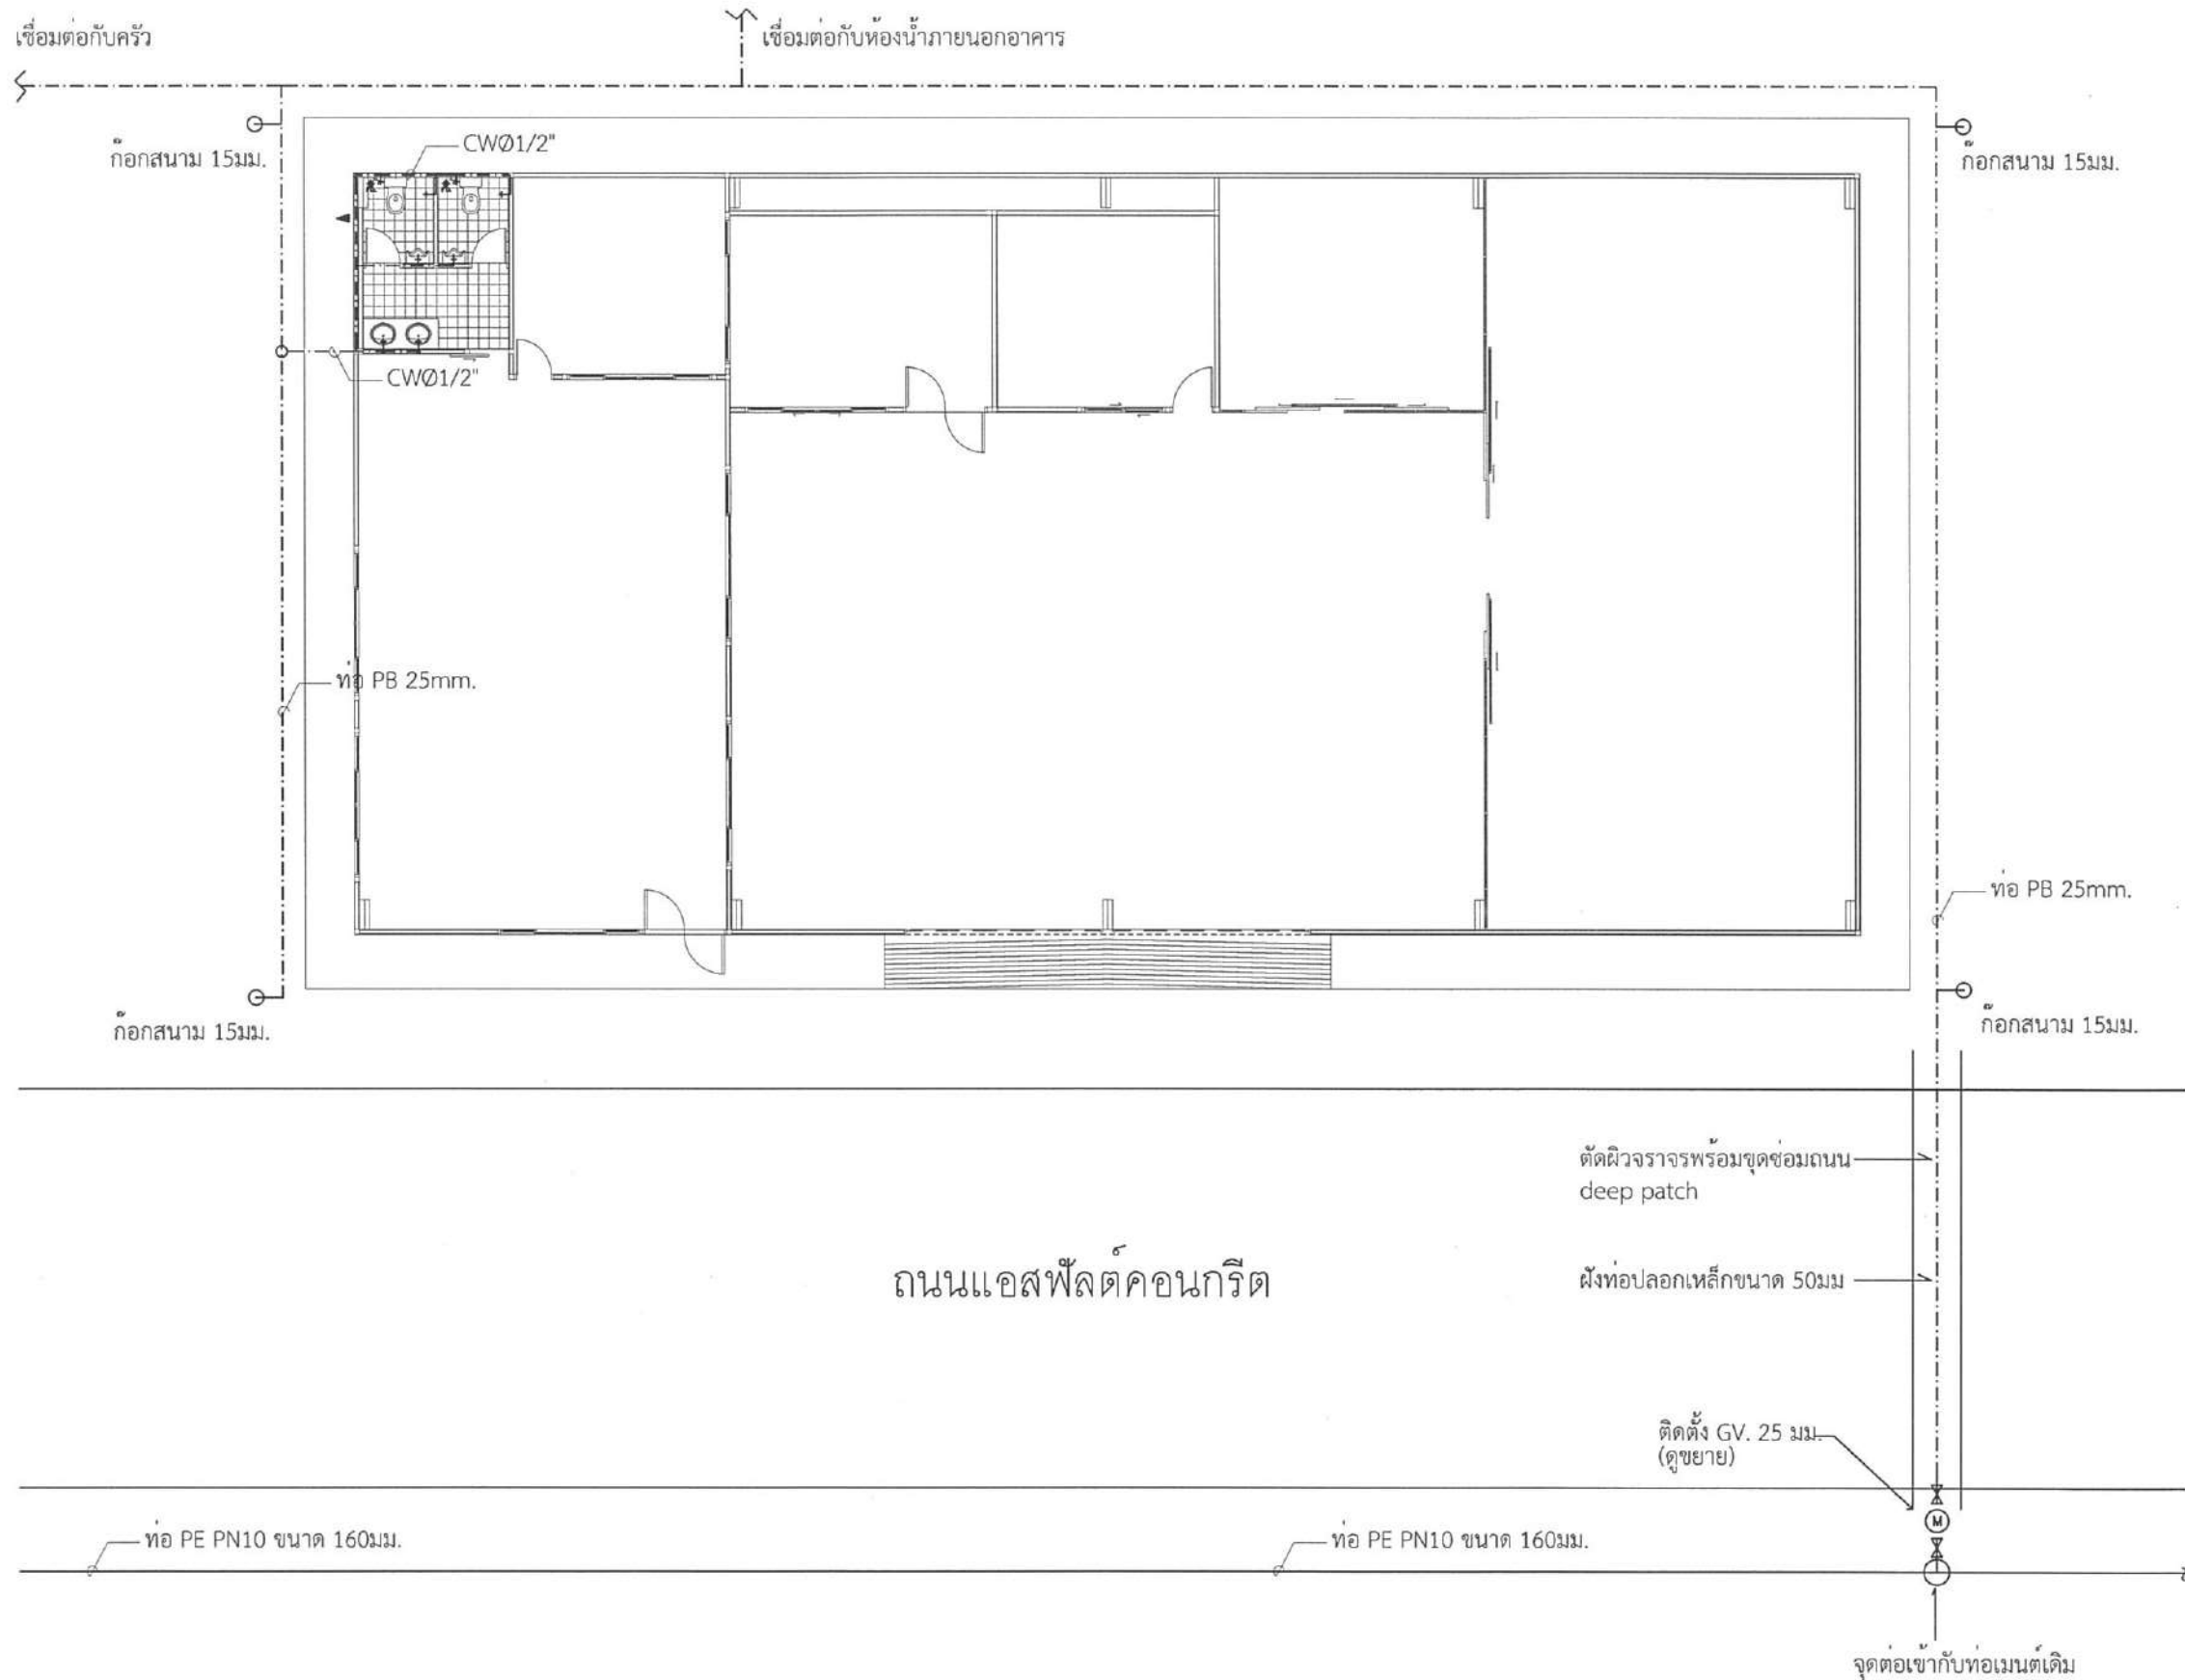 เชื่อมต่อกับครัว
เชื่อมต่อกับห้องน้ำภายนอกอาคาร
ก๊อกสนาม 15มม.
CWØ1/2"
ก๊อกสนาม 15มม.
CWØ1/2"
ท่อ PB 25mm.
ท่อ PB 25mm.
ก๊อกสนาม 15มม.
ก๊อกสนาม 15มม.
ตัดผิวจราจรพร้อมขุดซ่อมถนน
deep patch
ถนนแอสฟัลต์คอนกรีต
ฝังท่อปลอกเหล็กขนาด 50มม
ติดตั้ง GV. 25 มม.
(ดูขยาย)
M
ท่อ PE PN10 ขนาด 160มม.
ท่อ PE PN10 ขนาด 160มม.
จุดต่อเข้ากับท่อเมนต์เดิม